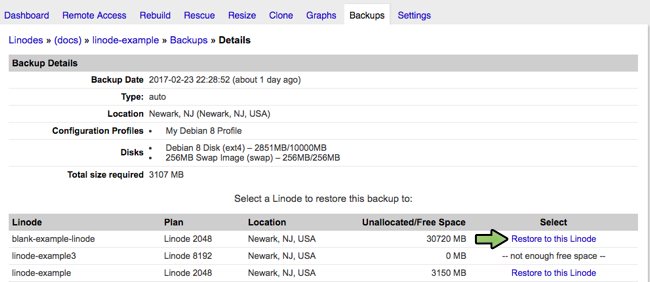 Dashboard Remote Access Rebuild Rescue Resize Clone Graphs Backups Settings
Linodes » (docs) » linode-example » Backups » Details
Backup Details
Backup Date 2017-02-23 22:28:52 (about 1 day ago)
Type: auto
Location Newark, NJ (Newark, NJ, USA)
Configuration Profiles • My Debian 8 Profile
Disks • Debian 8 Disk (ext4) – 2851MB/10000MB
• 256MB Swap Image (swap) – 256MB/256MB
Total size required 3107 MB
Select a Linode to restore this backup to:
Linode Plan Location Unallocated/Free Space Select
blank-example-linode Linode 2048 Newark, NJ, USA 30720 MB Restore to this Linode
linode-example3 Linode 8192 Newark, NJ, USA 0 MB -- not enough free space --
linode-example Linode 2048 Newark, NJ, USA 3150 MB Restore to this Linode